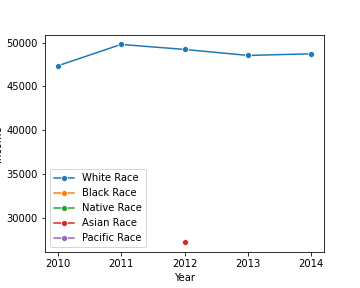 50000
45000
40000
35000
30000
White Race
Black Race
Native Race
Asian Race
Pacific Race
2010 2011 2012 2013 2014
Year